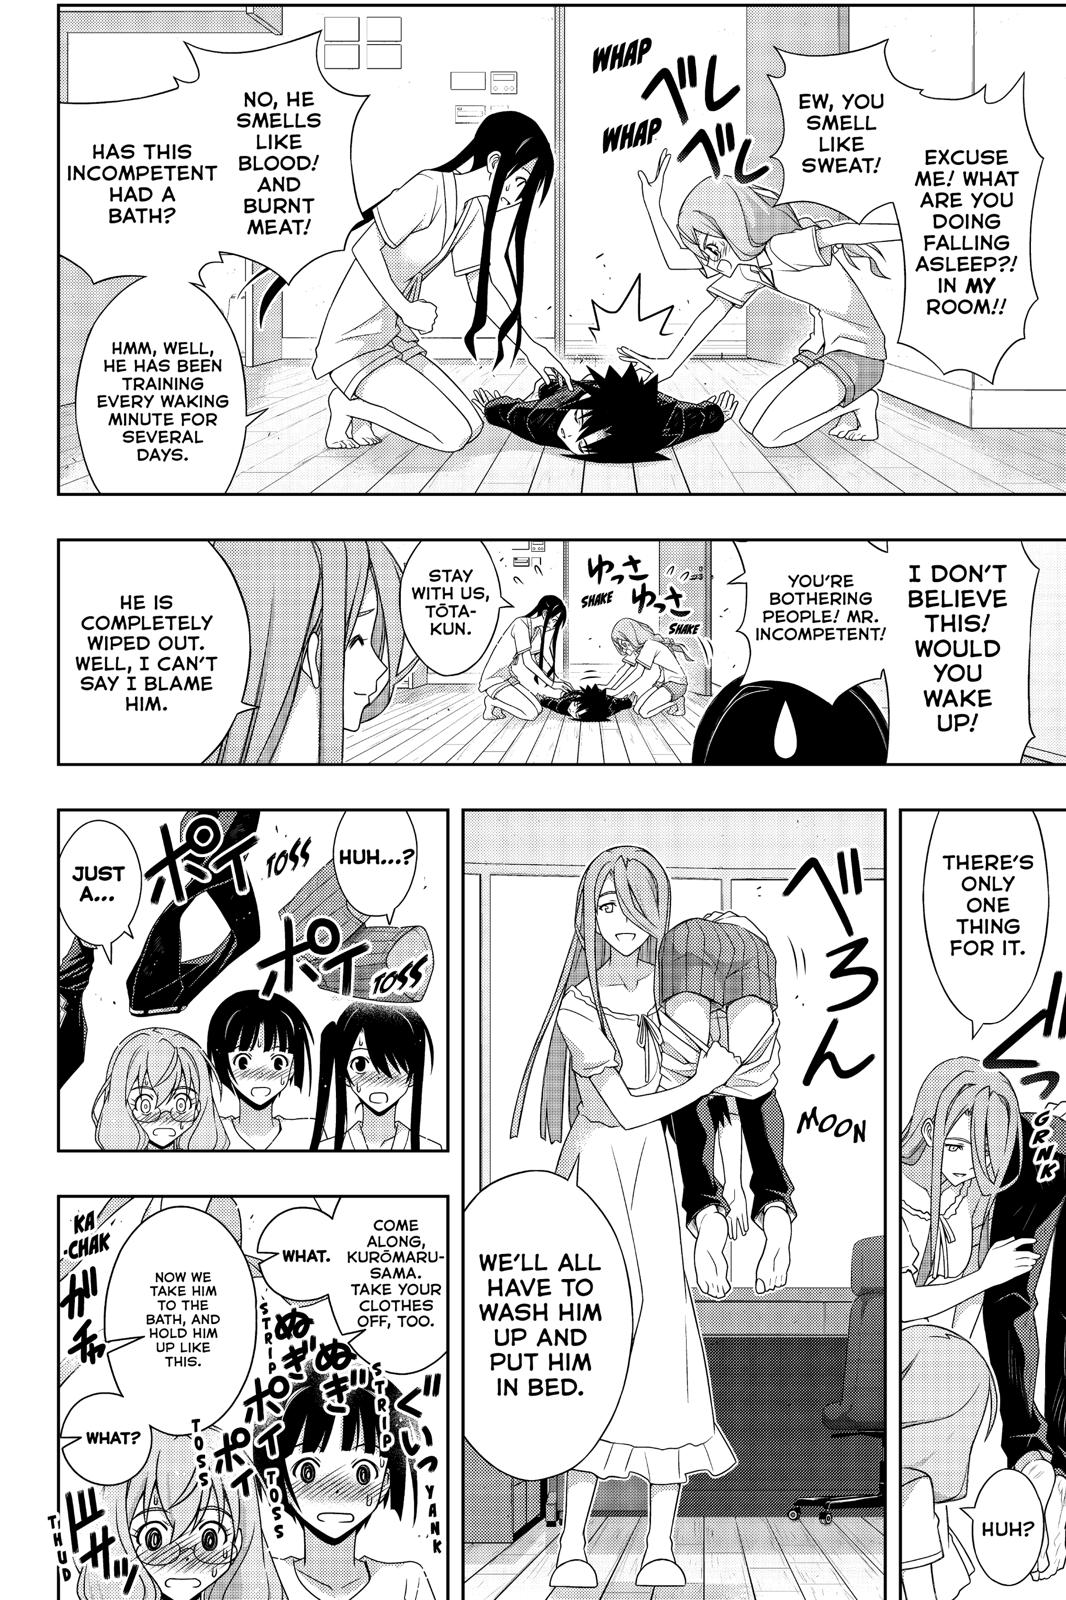 EXCUSE
ME! WHAT
ARE YOU
DOING
FALLING
ASLEEP?!
IN MY
ROOM!!
EW, YOU
SMELL
LIKE
SWEAT!
WHAP
ベし
WHAP
べし
NO, HE
SMELLS
LIKE
BLOOD!
AND
BURNT
MEAT!
HAS THIS
INCOMPETENT
HAD A
BATH?
HMM, WELL,
HE HAS BEEN
TRAINING
EVERY WAKING
MINUTE FOR
SEVERAL
DAYS.
I DON'T
BELIEVE
THIS!
WOULD
YOU
WAKE
UP!
YOU'RE
BOTHERING
PEOPLE! MR.
INCOMPETENT!
ゆっさ
SHAKE
ゆっさ
SHAKE
STAY
WITH US,
TŌTA-
KUN.
HE IS
COMPLETELY
WIPED OUT.
WELL, I CAN'T
SAY I BLAME
HIM.
THERE'S
ONLY
ONE
THING
FOR IT.
ぐっ
GRNK
HUH?
べろん
MOON
WE'LL ALL
HAVE TO
WASH HIM
UP AND
PUT HIM
IN BED.
HUH...?
ポイ
TOSS
ポイ
TOSS
JUST
A...
COME
ALONG,
KURŌMARU-
SAMA.
TAKE YOUR
CLOTHES
OFF, TOO.
WHAT.
NOW WE
TAKE HIM
TO THE
BATH, AND
HOLD HIM
UP LIKE
THIS.
KA
-CHAK
ガチャ
WHAT?
ぐいっ
YANK
ぬぎ
STRIP
ぬぎ
STRIP
ポイ
TOSS
ポイ
TOSS
THUD